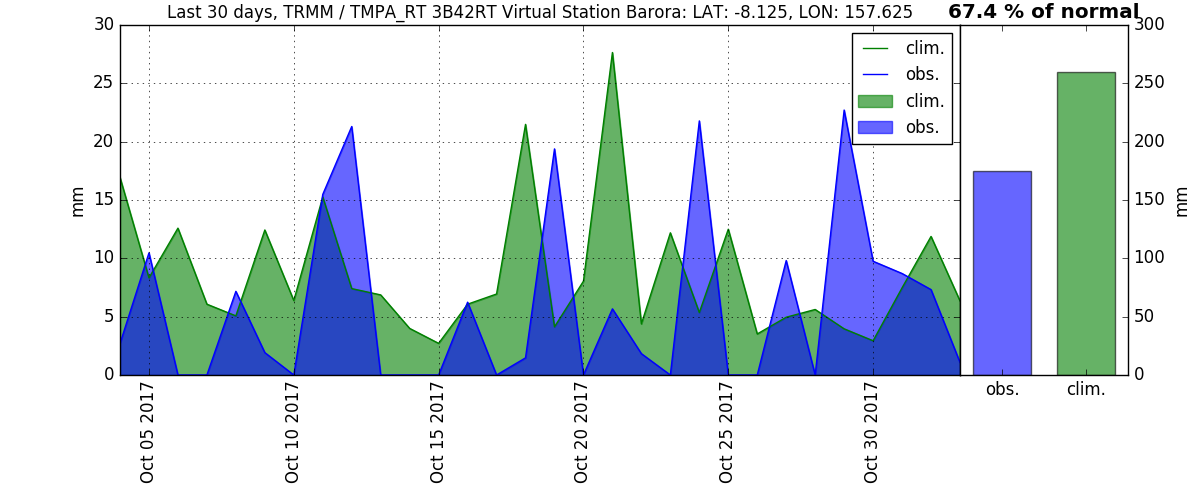 Last 30 days, TRMM / TMPA_RT 3B42RT Virtual Station Barora: LAT: -8.125, LON: 157.625
67.4 % of normal
30
25
20
15
10
5
0
mm
clim.
obs.
clim.
obs.
Oct 05 2017
Oct 10 2017
Oct 15 2017
Oct 20 2017
Oct 25 2017
Oct 30 2017
300
250
200
150
100
50
0
mm
obs.
clim.